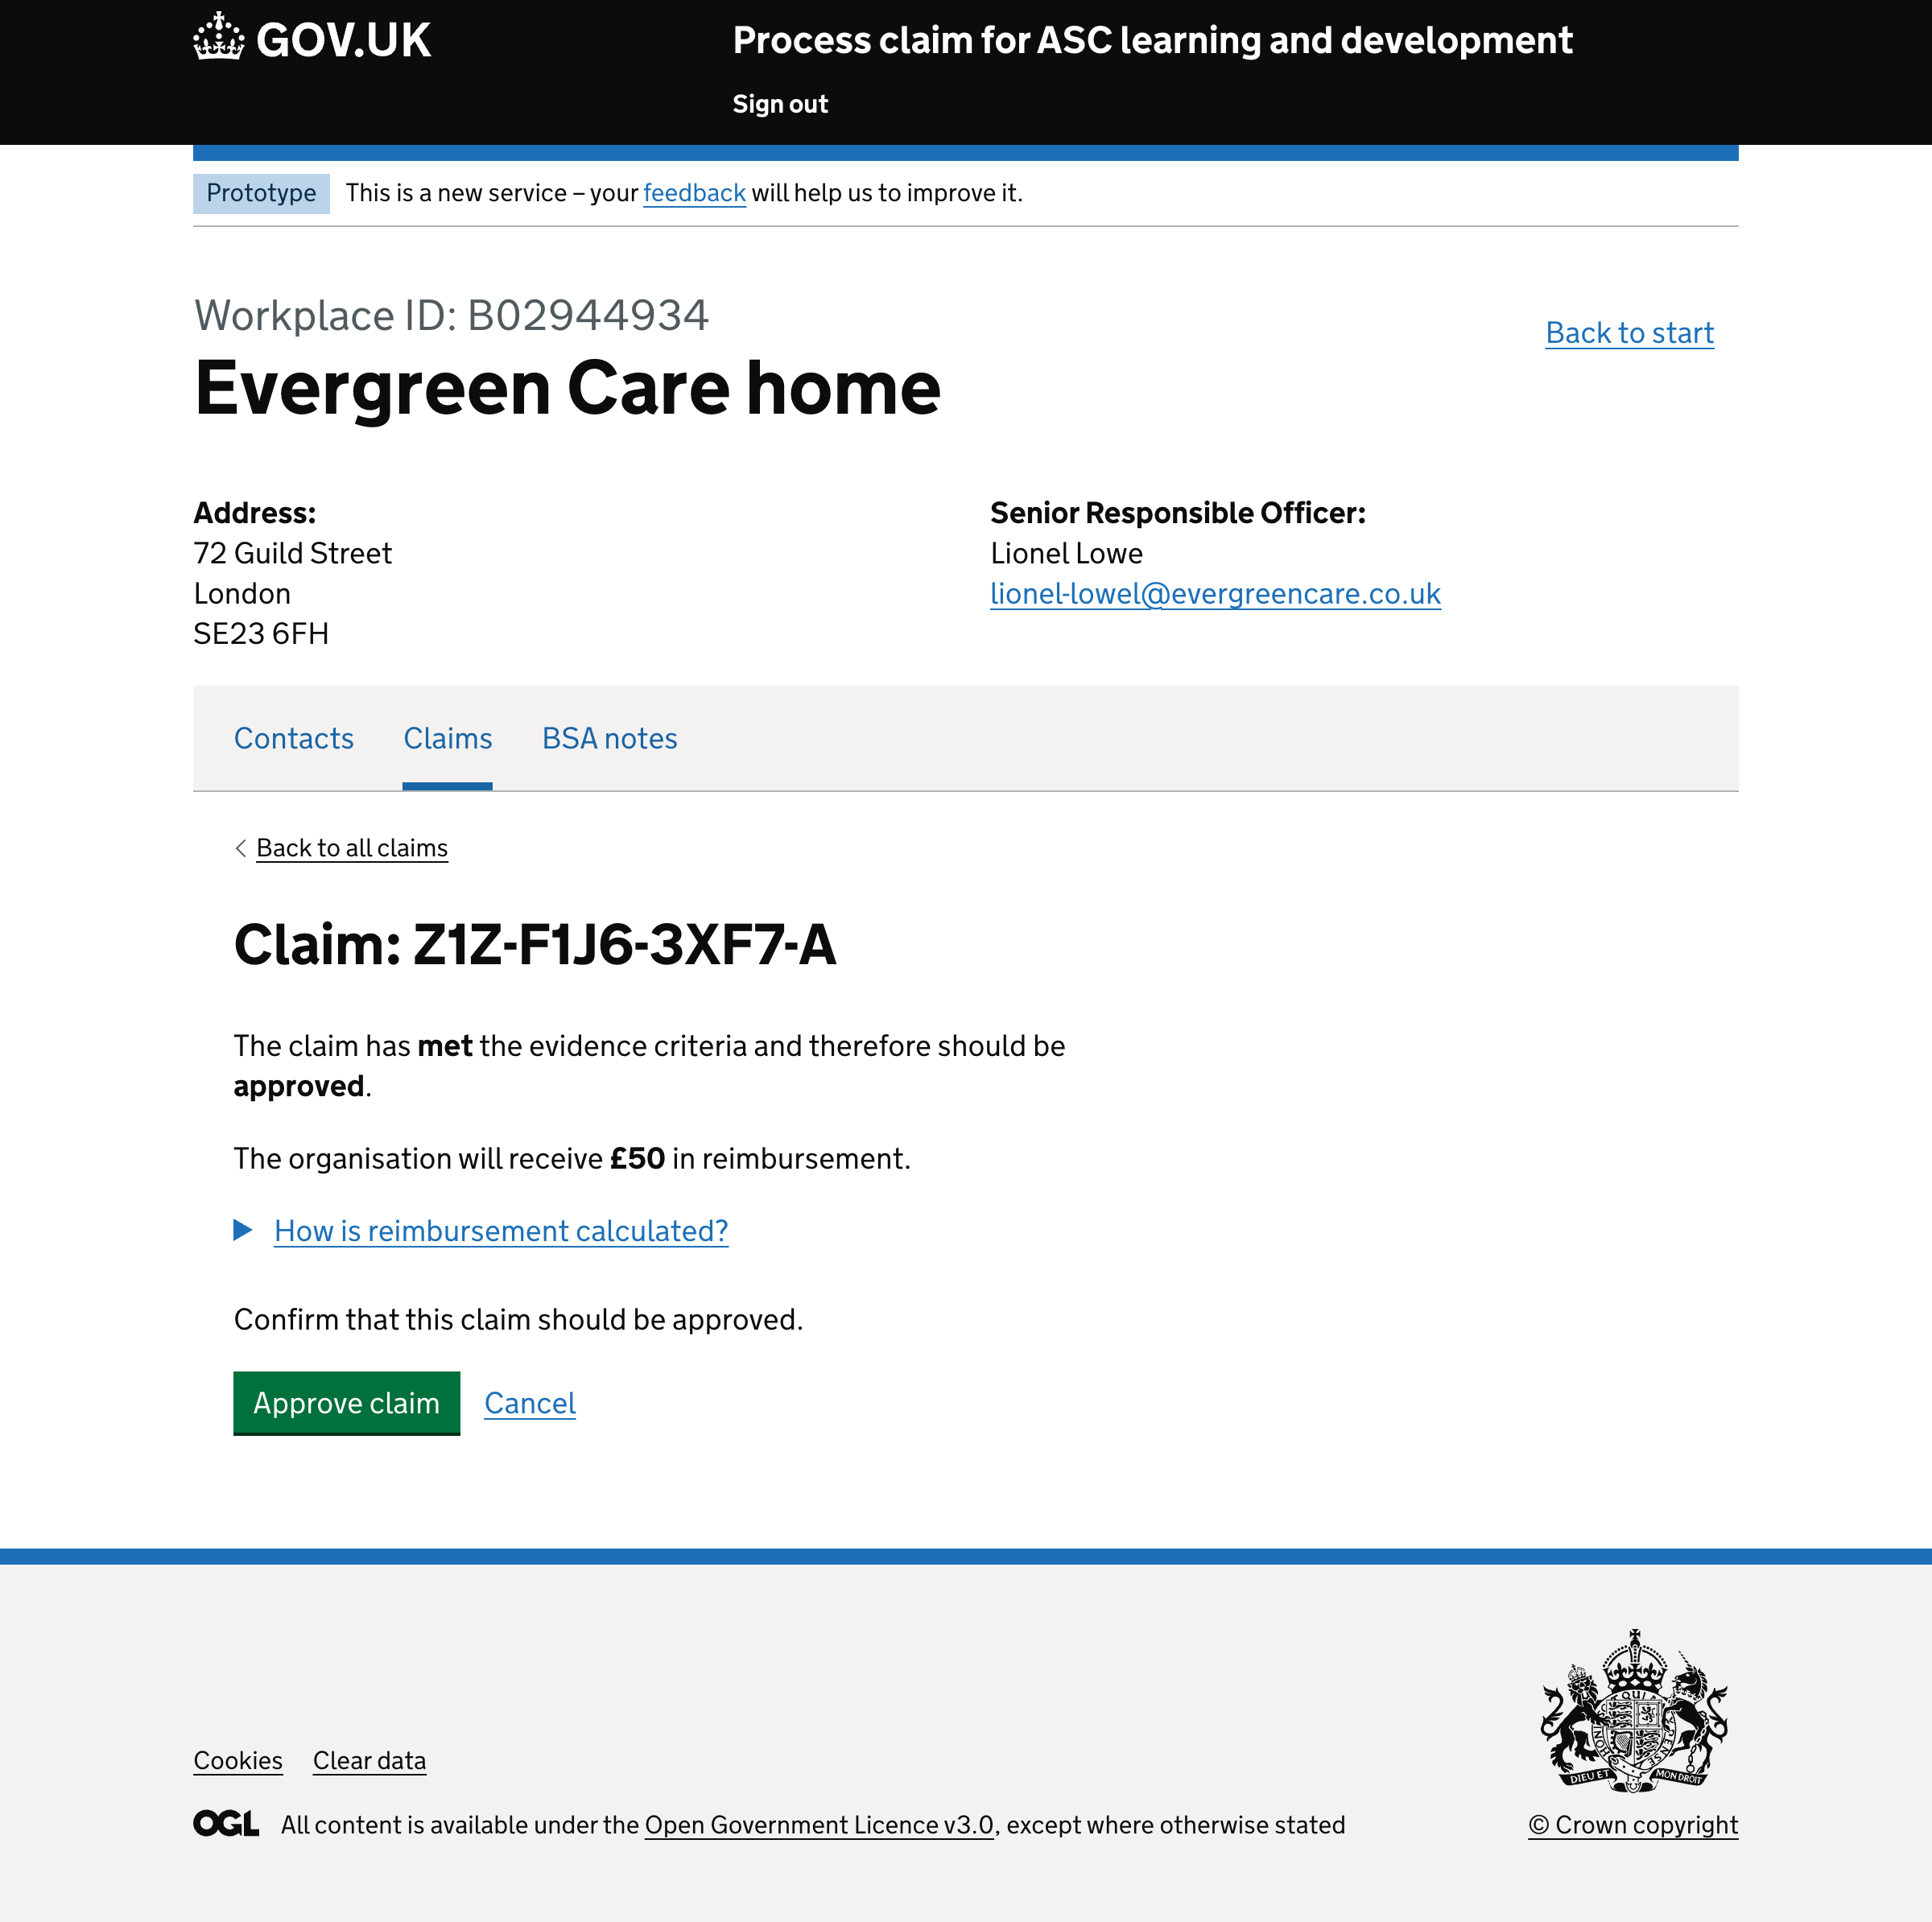 GOV.UK
Process claim for ASC learning and development
Sign out
Prototype This is a new service – your feedback will help us to improve it.
Workplace ID: B02944934
Back to start
Evergreen Care home
Address:
72 Guild Street
London
SE23 6FH
Senior Responsible Officer:
Lionel Lowe
lionel-lowel@evergreencare.co.uk
Contacts Claims BSA notes
Back to all claims
Claim: Z1Z-F1J6-3XF7-A
The claim has met the evidence criteria and therefore should be
approved.
The organisation will receive £50 in reimbursement.
How is reimbursement calculated?
Confirm that this claim should be approved.
Approve claim Cancel
DIEU ET MON DROIT
Cookies Clear data
OGL All content is available under the Open Government Licence v3.0, except where otherwise stated
© Crown copyright